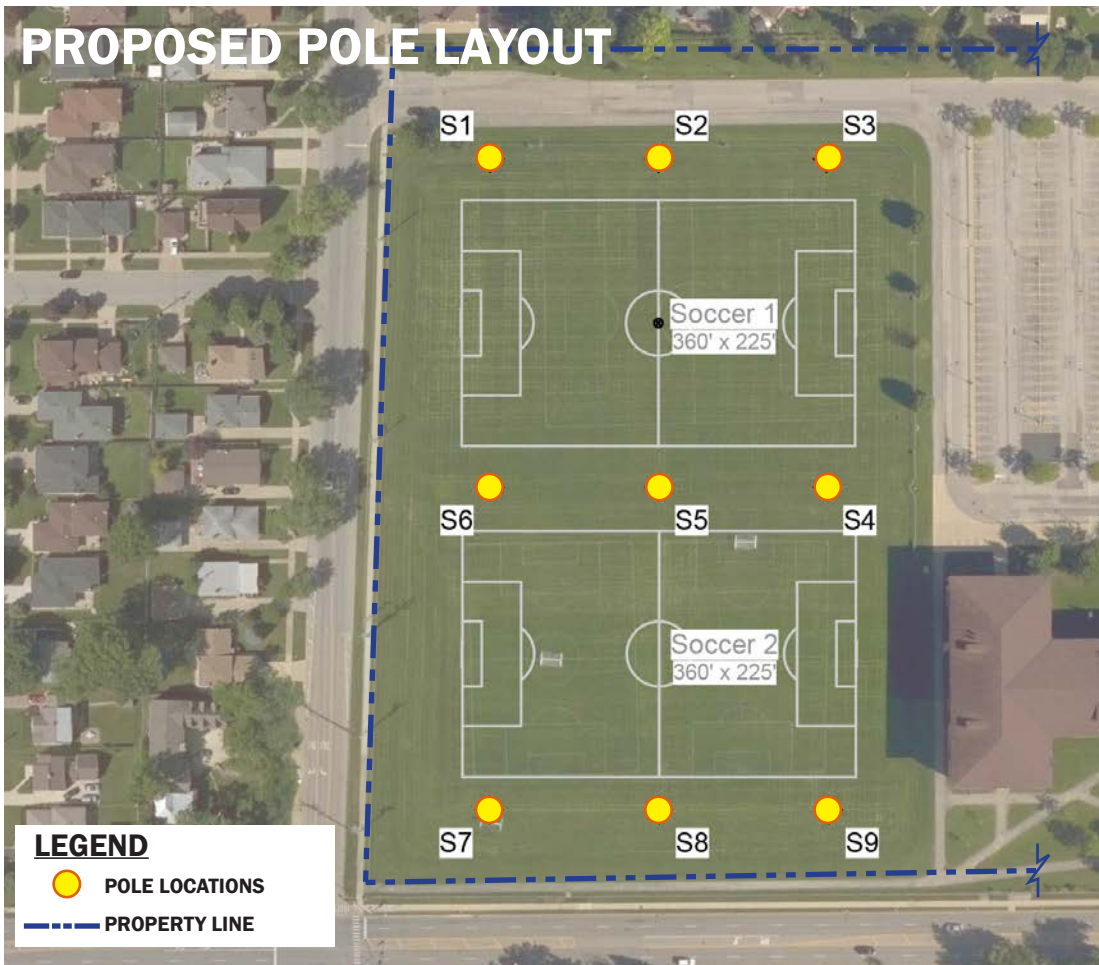 PROPOSED POLE LAYOUT
S1
S2
S3
Soccer 1
360' x 225'
S6
S5
S4
Soccer 2
360' x 225'
S7
S8
S9
LEGEND
POLE LOCATIONS
PROPERTY LINE